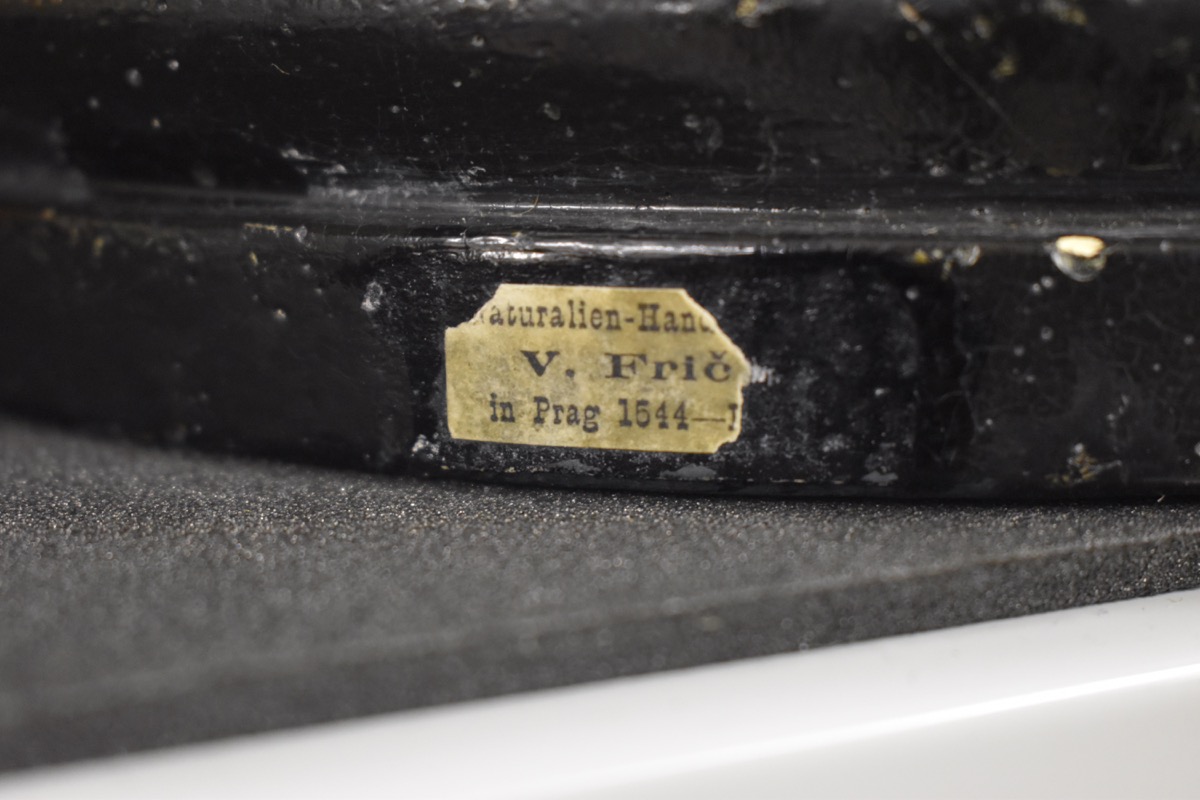 aturalien-Hand
V. Frič
in Prag 1544—I